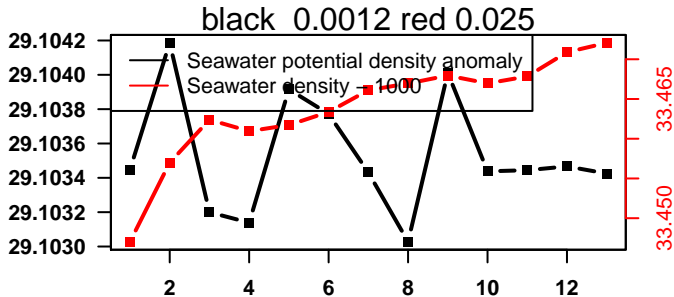 black  0.0012 red 0.025
29.1042
29.1040
29.1038
29.1036
29.1034
29.1032
29.1030
Seawater potential density anomaly
Seawater density – 1000
33.465
33.450
2 4 6 8 10 12